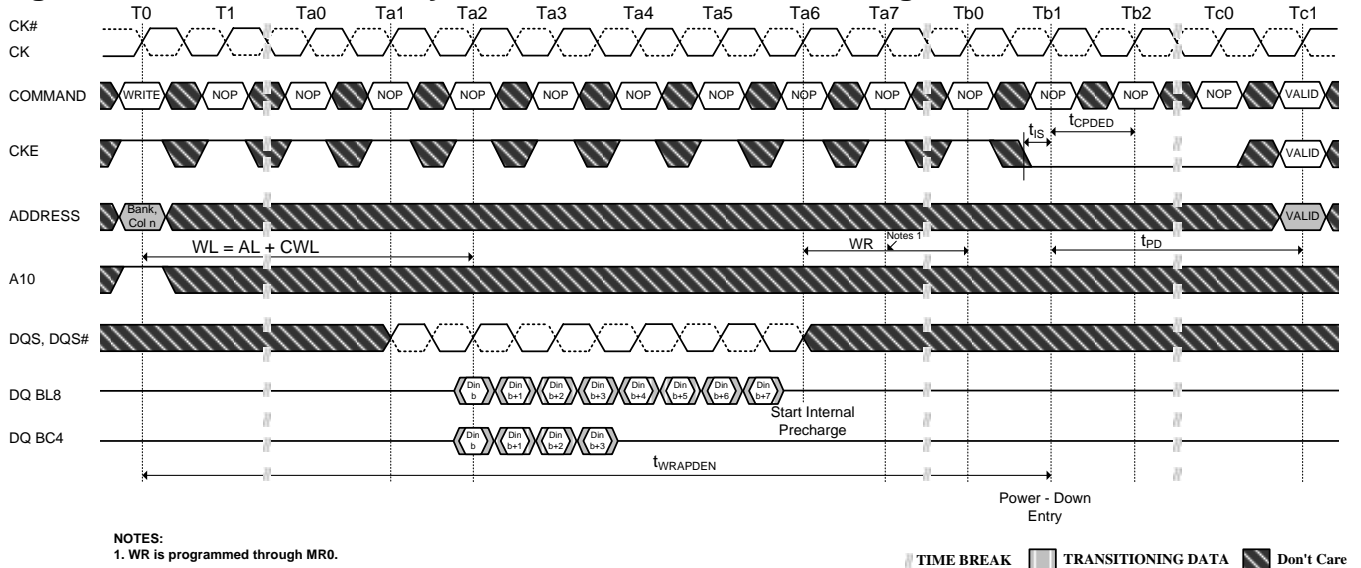 T0 T1 Ta0 Ta1 Ta2 Ta3 Ta4 Ta5 Ta6 Ta7 Tb0 Tb1 Tb2 Tc0 Tc1
CK#
CK
COMMAND WRITE NOP NOP NOP NOP NOP NOP NOP NOP NOP NOP NOP NOP NOP VALID
tIS tCPDED
CKE VALID
ADDRESS Bank, Col n VALID
WL = AL + CWL WR Notes 1 tPD
A10
DQS, DQS#
DQ BL8 Din b Din b+1 Din b+2 Din b+3 Din b+4 Din b+5 Din b+6 Din b+7
Start Internal
Precharge
DQ BC4 Din b Din b+1 Din b+2 Din b+3
tWRAPDEN
Power - Down
Entry
NOTES:
1. WR is programmed through MR0.
TIME BREAK TRANSITIONING DATA Don't Care